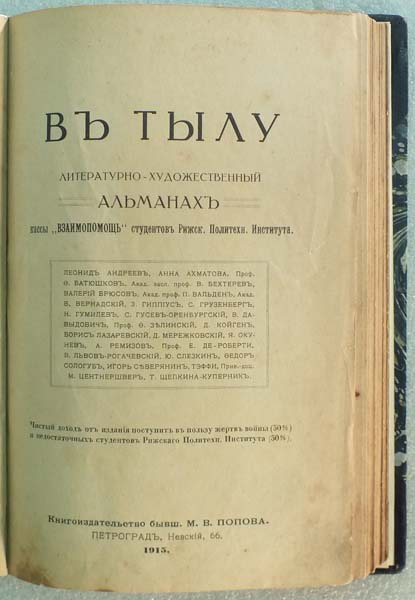 ВЪ ТЫЛУ
ЛИТЕРАТУРНО-ХУДОЖЕСТВЕННЫЙ
АЛЬМАНАХЪ
кассы „ВЗАИМОПОМОЩЬ" студентовъ Рижск. Политехн. Института.
ЛЕОНИДЪ АНДРЕЕВЪ, АННА АХМАТОВА, Проф.
Ѳ. БАТЮШКОВЪ, Акад. засл. проф. В. БЕХТЕРЕВЪ,
ВАЛЕРІЙ БРЮСОВЪ, Акад. проф. П. ВАЛЬДЕНЪ, Акад.
В. ВЕРНАДСКІЙ, З. ГИППІУСЪ, С. ГРУЗЕНБЕРГЪ,
Н. ГУМИЛЕВЪ, С. ГУСЕВЪ-ОРЕНБУРГСКІЙ, В. ДА-
ВЫДОВИЧЪ, Проф. Ѳ. ЗѢЛИНСКІЙ, Д. КОЙГЕНЪ,
БОРИСЪ ЛАЗАРЕВСКІЙ, Д. МЕРЕЖКОВСКІЙ, Я. ОКУ-
НЕВЪ, А. РЕМИЗОВЪ, Проф. Е. ДЕ-РОБЕРТИ,
В. ЛЬВОВЪ-РОГАЧЕВСКІЙ, Ю. СЛЕЗКИНЪ, ѲЕДОРЪ
СОЛОГУБЪ, ИГОРЬ СѢВЕРЯНИНЪ, ТЭФФИ, Прив.-доц.
М. ЦЕНТНЕРШВЕРЪ, Т. ЩЕПКИНА-КУПЕРНИКЪ.
Чистый доходъ отъ изданія поступитъ въ пользу жертвъ войны (50%)
и недостаточныхъ студентовъ Рижскаго Политехн. Института (50%).
Книгоиздательство бывш. М. В. ПОПОВА.
ПЕТРОГРАДЪ, Невскій, 66.
1915.